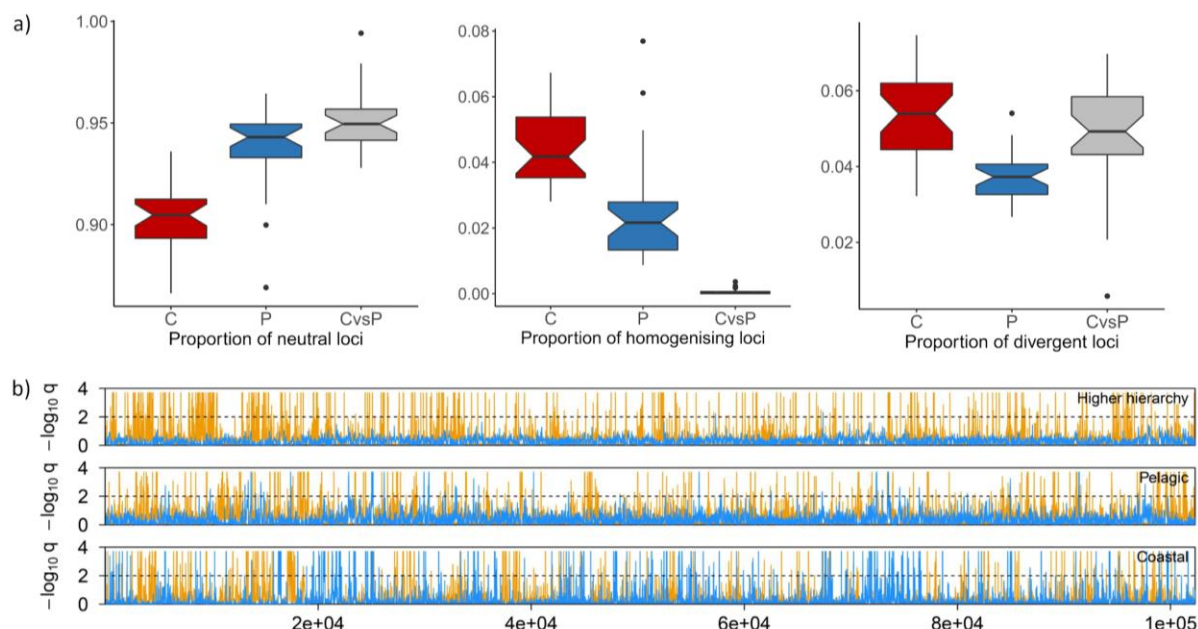 a)
1.00
0.95
0.90
C P CvsP
Proportion of neutral loci
0.08
0.06
0.04
0.02
0.00
C P CvsP
Proportion of homogenising loci
0.06
0.04
0.02
C P CvsP
Proportion of divergent loci
b)
− log10 q
4
2
0
Higher hierarchy
− log10 q
4
2
0
Pelagic
− log10 q
4
2
0
Coastal
2e+04 4e+04 6e+04 8e+04 1e+05